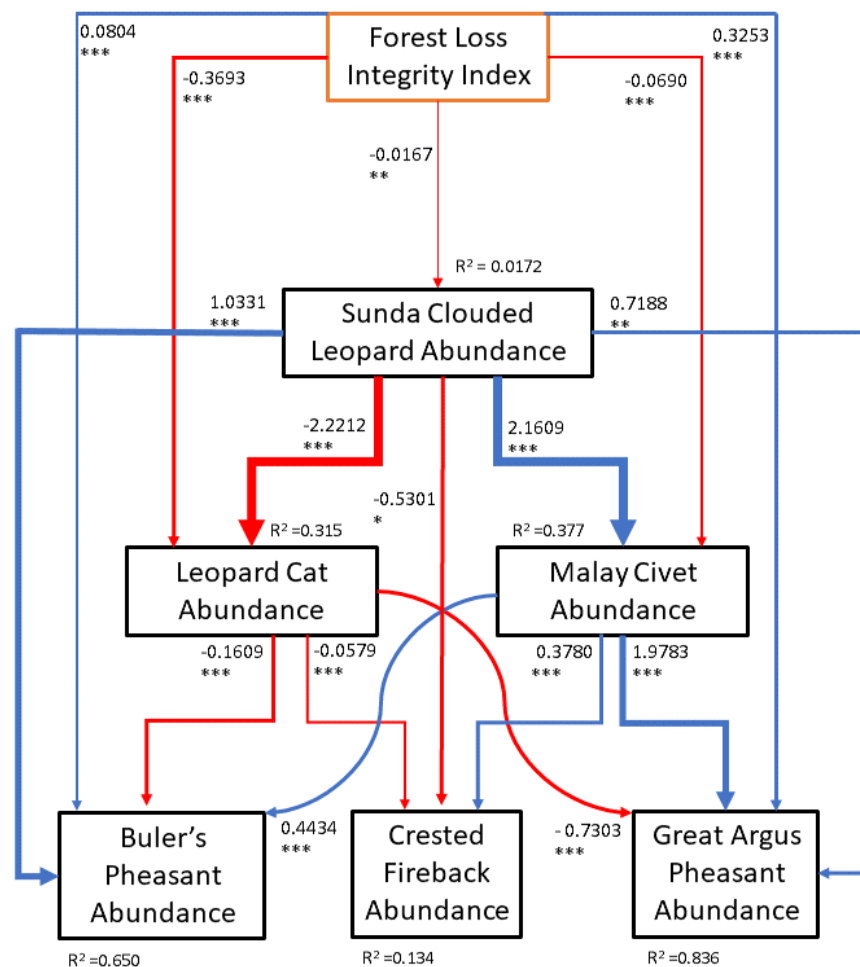 0.0804
***
Forest Loss
Integrity Index
0.3253
***
-0.3693
***
-0.0690
***
-0.0167
**
R² = 0.0172
1.0331
***
Sunda Clouded
Leopard Abundance
0.7188
**
-2.2212
***
2.1609
***
-0.5301
*
R² =0.315
R² =0.377
Leopard Cat
Abundance
Malay Civet
Abundance
-0.1609
***
-0.0579
***
0.3780
***
1.9783
***
Buler's
Pheasant
Abundance
0.4434
***
Crested
Fireback
Abundance
-0.7303
***
Great Argus
Pheasant
Abundance
R² =0.650
R² =0.134
R² =0.836